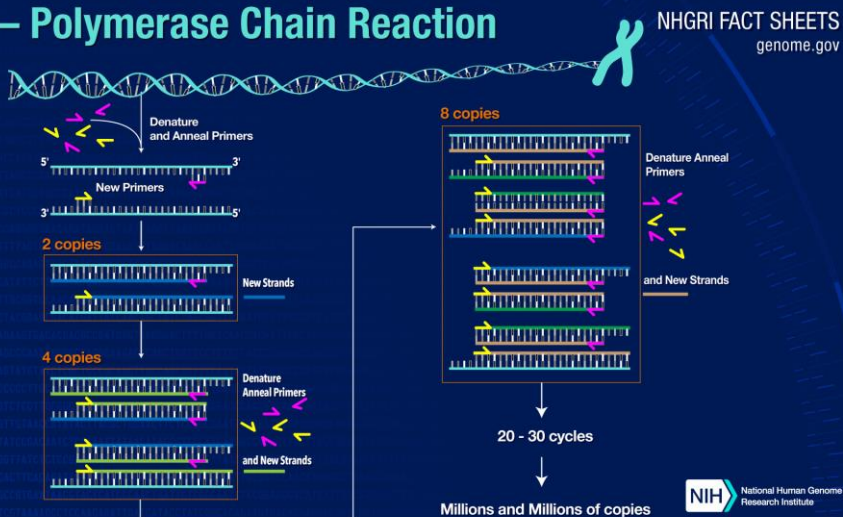 – Polymerase Chain Reaction
NHGRI FACT SHEETS
genome.gov
Denature
and Anneal Primers
5'
3'
New Primers
3'
5'
2 copies
New Strands
4 copies
Denature
Anneal Primers
and New Strands
8 copies
Denature Anneal
Primers
and New Strands
20 - 30 cycles
Millions and Millions of copies
NIH
National Human Genome
Research Institute